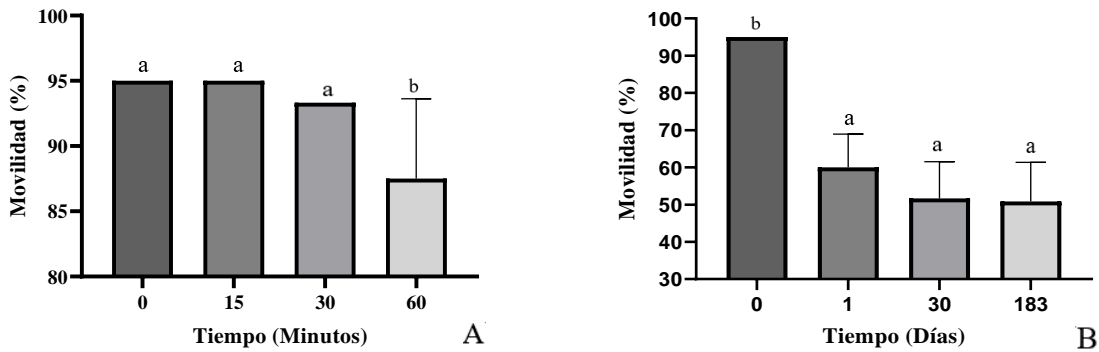 Movilidad (%)
100
95
90
85
80
a
a
a
b
0 15 30 60
Tiempo (Minutos)
A
Movilidad (%)
100
90
80
70
60
50
40
30
b
a
a
a
0 1 30 183
Tiempo (Días)
B